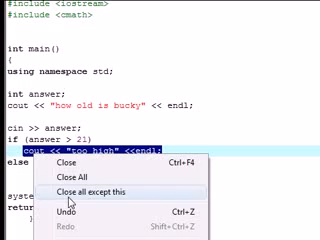 #include <iostream>
#include <cmath>
int main()
{
using namespace std;
int answer;
cout << "how old is bucky" << endl;
cin >> answer;
if (answer > 21)
cout << "too high" <<endl;
else
Close Ctrl+F4
Close All
Close all except this
syste
Undo Ctrl+Z
retur
Redo Shift+Ctrl+Z
}